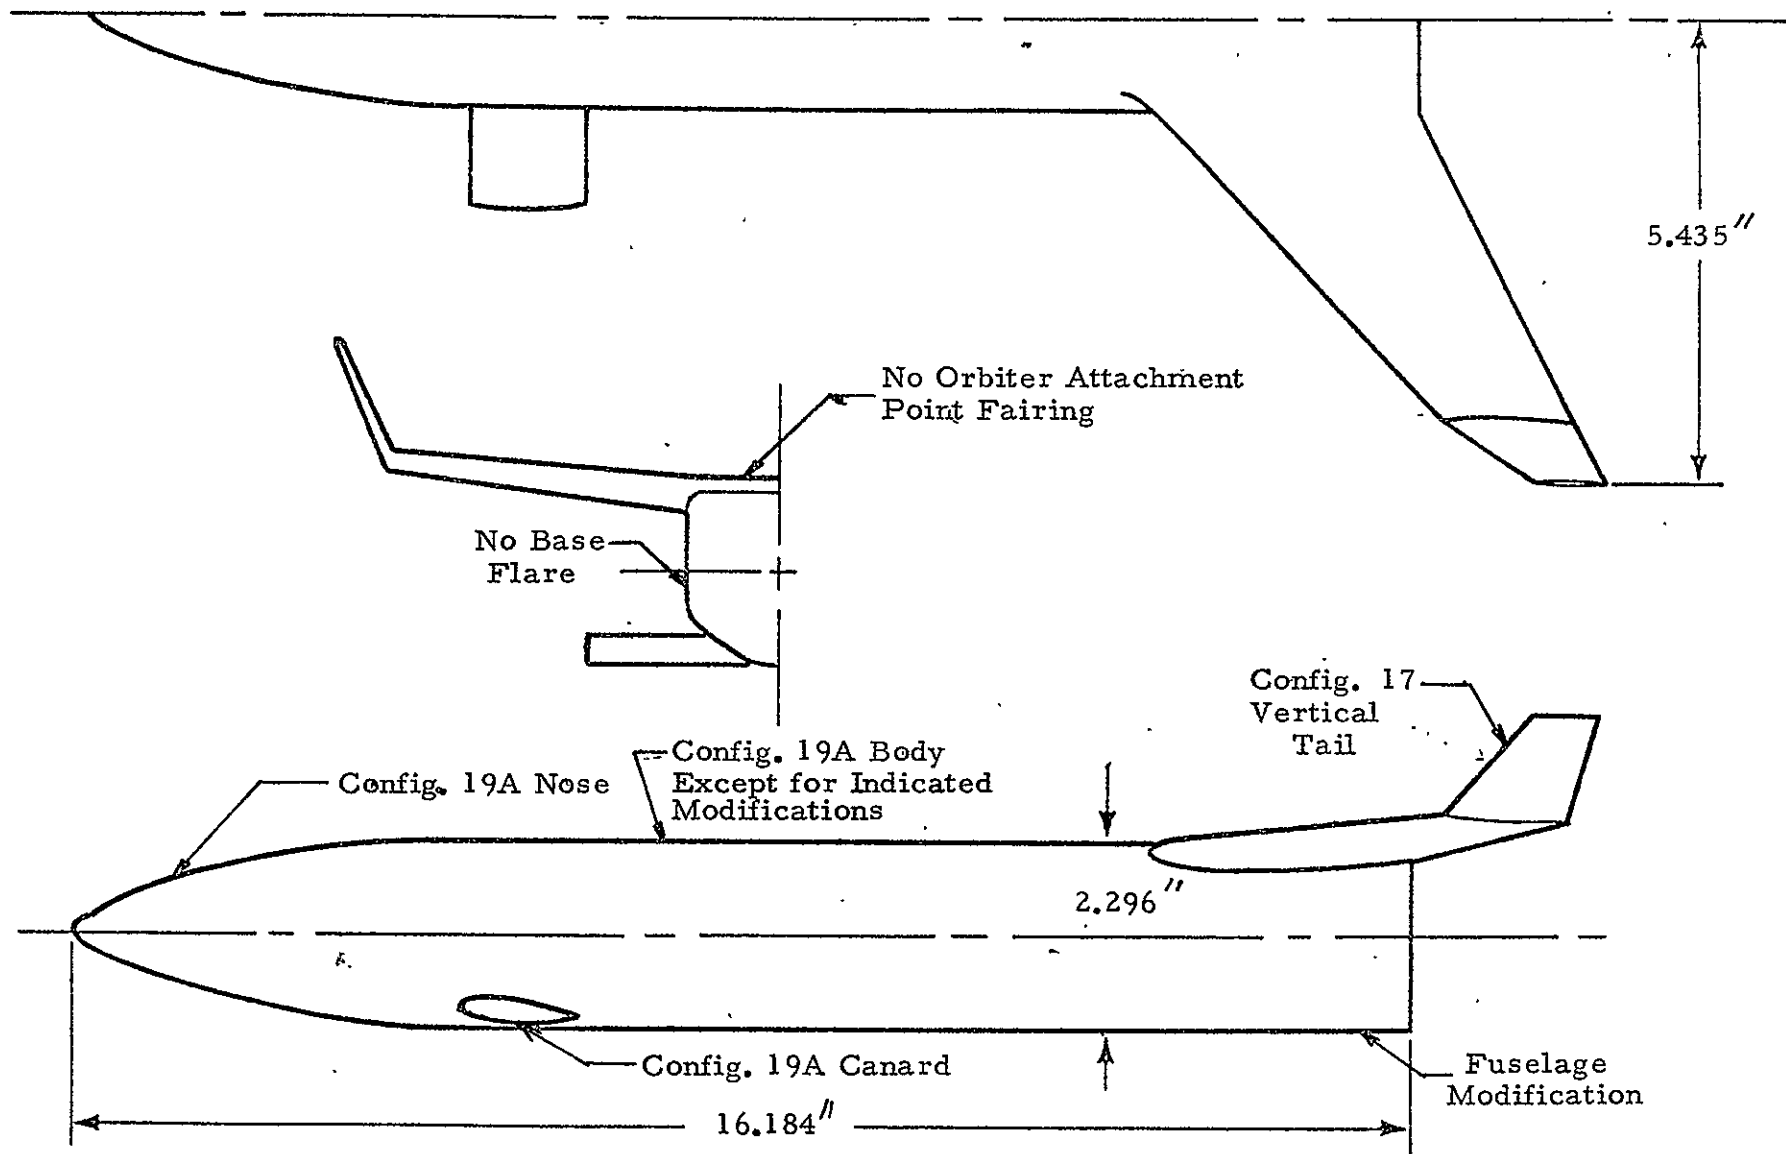 5.435"
No Orbiter Attachment
Point Fairing
No Base
Flare
Config. 17
Vertical
Tail
Config. 19A Nose
Config. 19A Body
Except for Indicated
Modifications
2.296"
Config. 19A Canard
Fuselage
Modification
16.184"